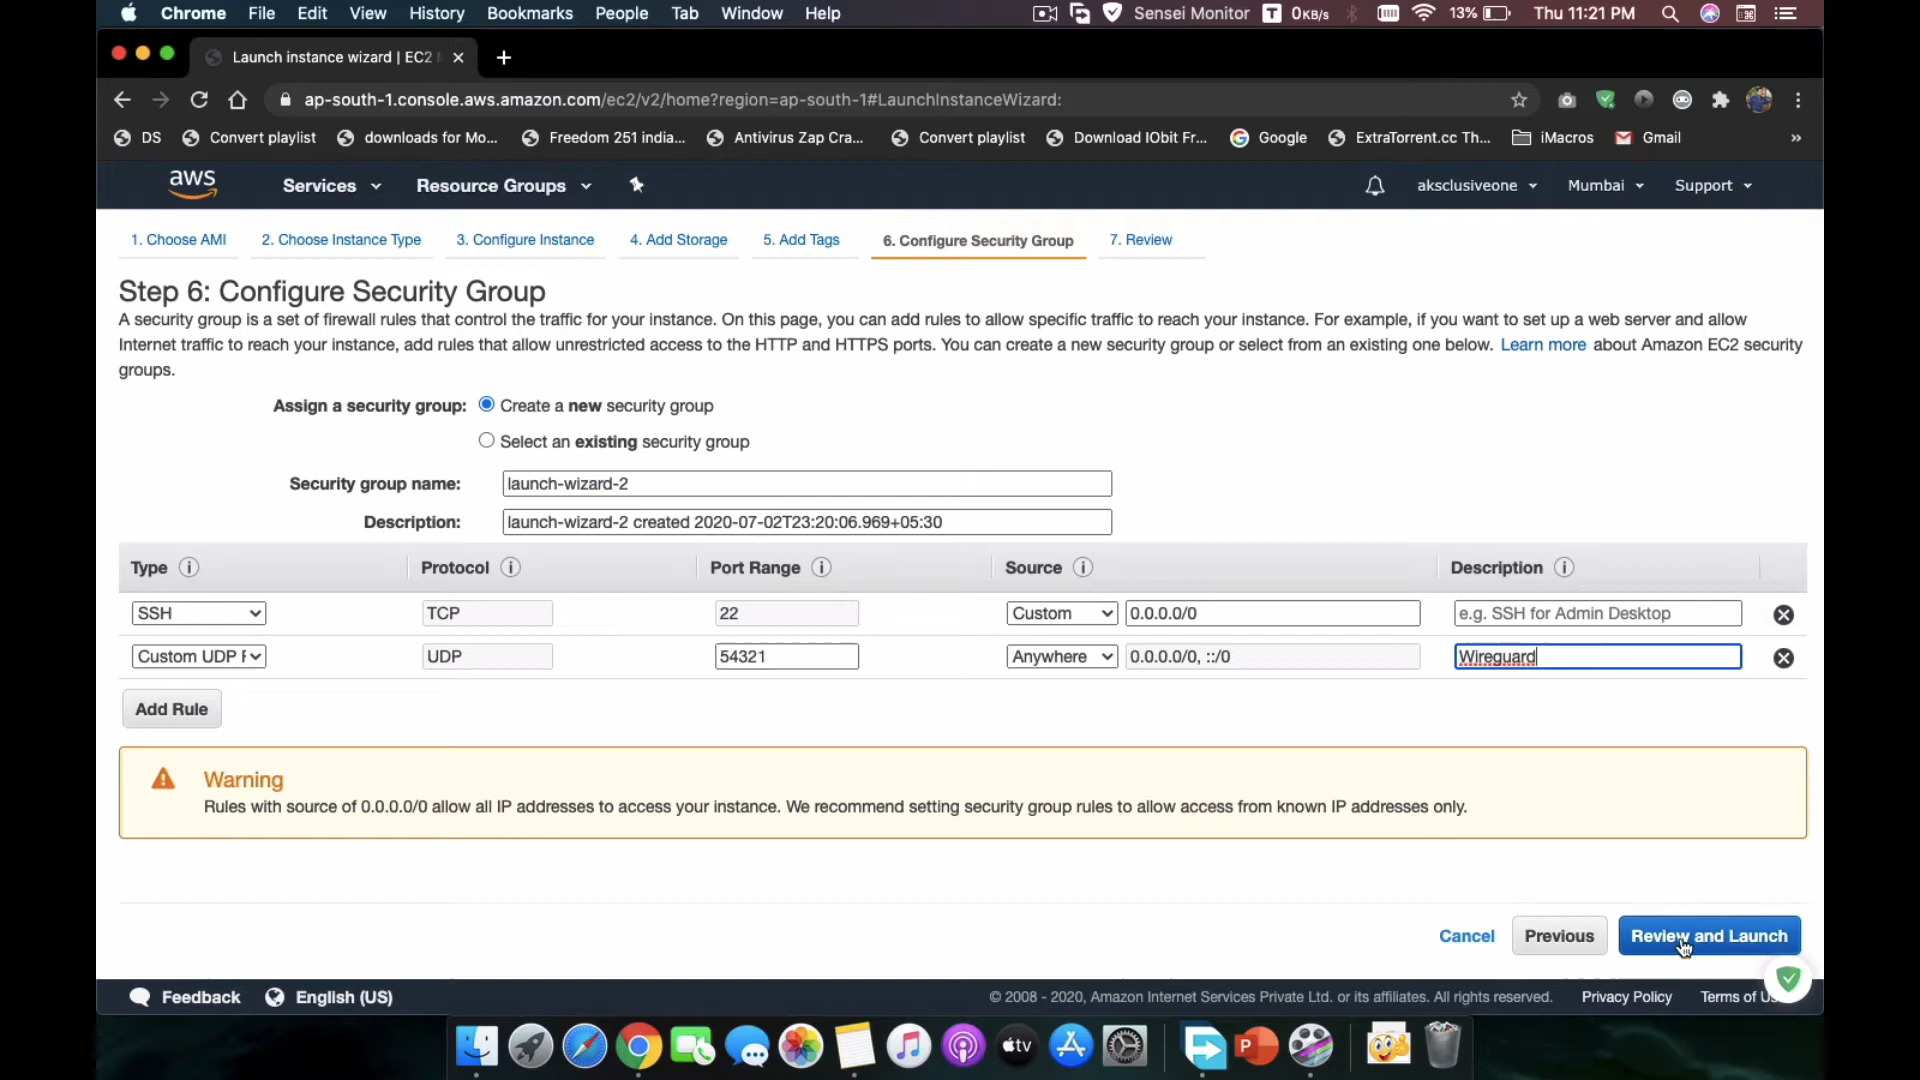 Chrome File Edit View History Bookmarks People Tab Window Help Sensei Monitor T 0KB/s 13% Thu 11:21 PM
Launch instance wizard | EC2
ap-south-1.console.aws.amazon.com/ec2/v2/home?region=ap-south-1#LaunchInstanceWizard:
DS Convert playlist downloads for Mo... Freedom 251 india... Antivirus Zap Cra... Convert playlist Download IObit Fr... Google ExtraTorrent.cc Th... iMacros Gmail »
aws Services Resource Groups aksclusiveone Mumbai Support
1. Choose AMI 2. Choose Instance Type 3. Configure Instance 4. Add Storage 5. Add Tags 6. Configure Security Group 7. Review
Step 6: Configure Security Group
A security group is a set of firewall rules that control the traffic for your instance. On this page, you can add rules to allow specific traffic to reach your instance. For example, if you want to set up a web server and allow
Internet traffic to reach your instance, add rules that allow unrestricted access to the HTTP and HTTPS ports. You can create a new security group or select from an existing one below. Learn more about Amazon EC2 security
groups.
Assign a security group: Create a new security group
Select an existing security group
Security group name: launch-wizard-2
Description: launch-wizard-2 created 2020-07-02T23:20:06.969+05:30
Type Protocol Port Range Source Description
SSH TCP 22 Custom 0.0.0.0/0 e.g. SSH for Admin Desktop
Custom UDP UDP 54321 Anywhere 0.0.0.0/0, ::/0 Wireguard
Add Rule
Warning
Rules with source of 0.0.0.0/0 allow all IP addresses to access your instance. We recommend setting security group rules to allow access from known IP addresses only.
Cancel Previous Review and Launch
Feedback English (US) © 2008 - 2020, Amazon Internet Services Private Ltd. or its affiliates. All rights reserved. Privacy Policy Terms of
tv P